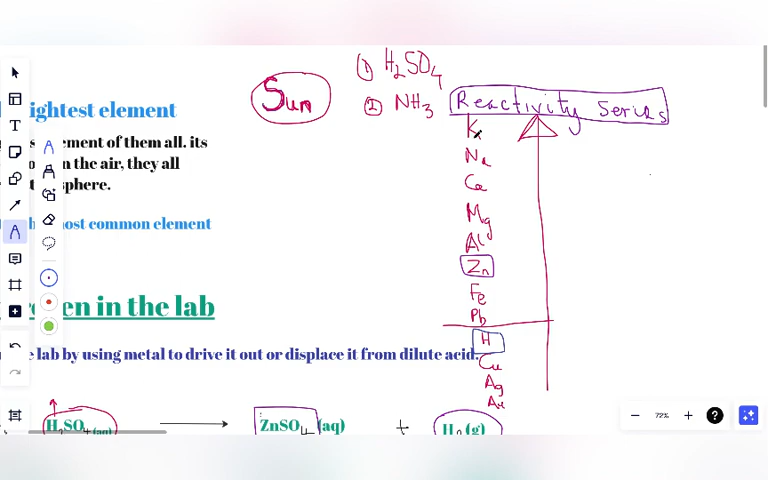 ① H₂SO₄
Sun
② NH₃
Reactivity Series
ightest element
K
s ement of them all. its
n the air, they all
Na
sphere.
Ca
ost common element
Mg
Al
Zn
Fe
en in the lab
Pb
H
e lab by using metal to drive it out or displace it from dilute acid.
Cu
Ag
Au
H₂SO₄(aq) ⟶ ZnSO₄ (aq) + H₂(g)
72%